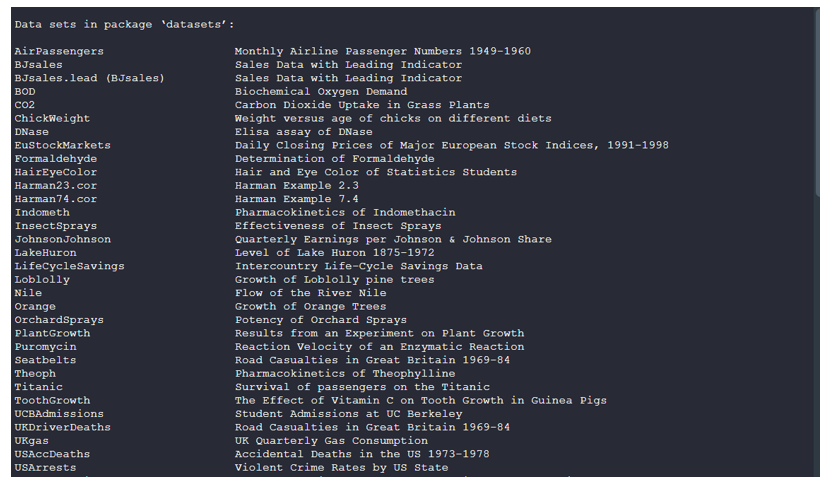 Data sets in package ‘datasets’:
AirPassengers Monthly Airline Passenger Numbers 1949-1960
BJsales Sales Data with Leading Indicator
BJsales.lead (BJsales) Sales Data with Leading Indicator
BOD Biochemical Oxygen Demand
CO2 Carbon Dioxide Uptake in Grass Plants
ChickWeight Weight versus age of chicks on different diets
DNase Elisa assay of DNase
EuStockMarkets Daily Closing Prices of Major European Stock Indices, 1991-1998
Formaldehyde Determination of Formaldehyde
HairEyeColor Hair and Eye Color of Statistics Students
Harman23.cor Harman Example 2.3
Harman74.cor Harman Example 7.4
Indometh Pharmacokinetics of Indomethacin
InsectSprays Effectiveness of Insect Sprays
JohnsonJohnson Quarterly Earnings per Johnson & Johnson Share
LakeHuron Level of Lake Huron 1875-1972
LifeCycleSavings Intercountry Life-Cycle Savings Data
Loblolly Growth of Loblolly pine trees
Nile Flow of the River Nile
Orange Growth of Orange Trees
OrchardSprays Potency of Orchard Sprays
PlantGrowth Results from an Experiment on Plant Growth
Puromycin Reaction Velocity of an Enzymatic Reaction
Seatbelts Road Casualties in Great Britain 1969-84
Theoph Pharmacokinetics of Theophylline
Titanic Survival of passengers on the Titanic
ToothGrowth The Effect of Vitamin C on Tooth Growth in Guinea Pigs
UCBAdmissions Student Admissions at UC Berkeley
UKDriverDeaths Road Casualties in Great Britain 1969-84
UKgas UK Quarterly Gas Consumption
USAccDeaths Accidental Deaths in the US 1973-1978
USArrests Violent Crime Rates by US State